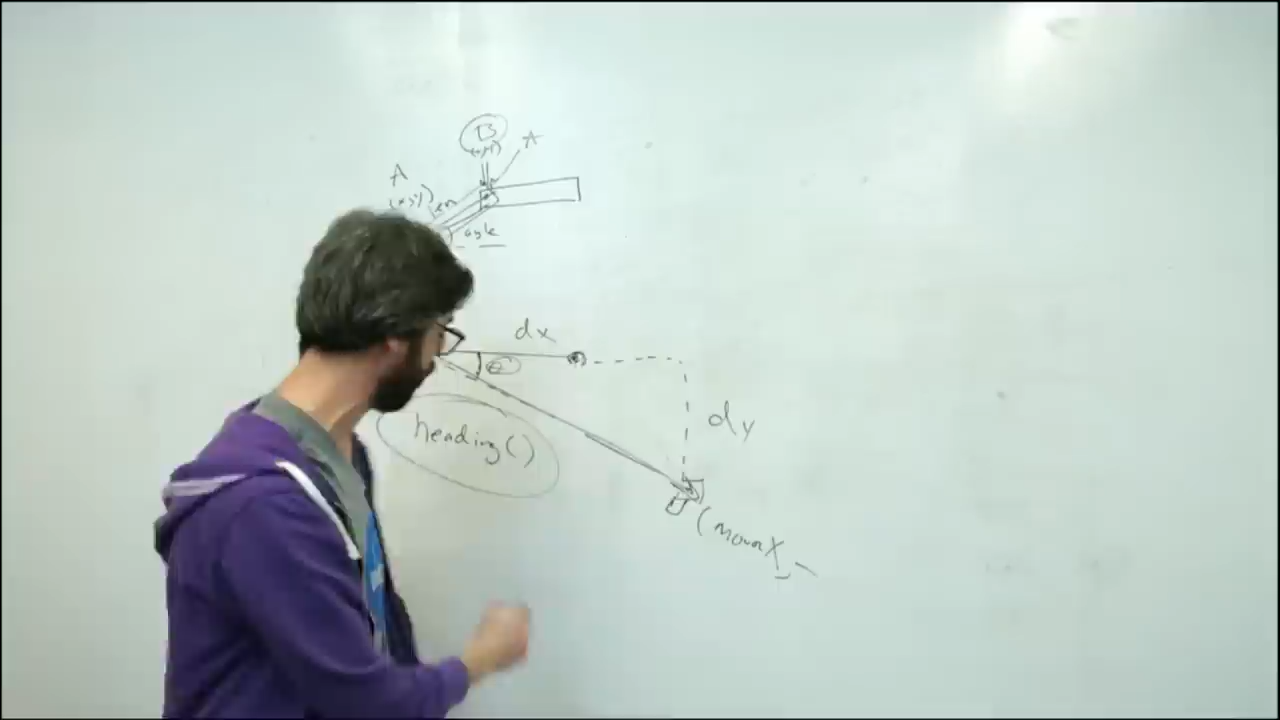 B
(x,y)
A
A
(x,y)
len
angle
dx
θ
dy
heading()
(mouseX,